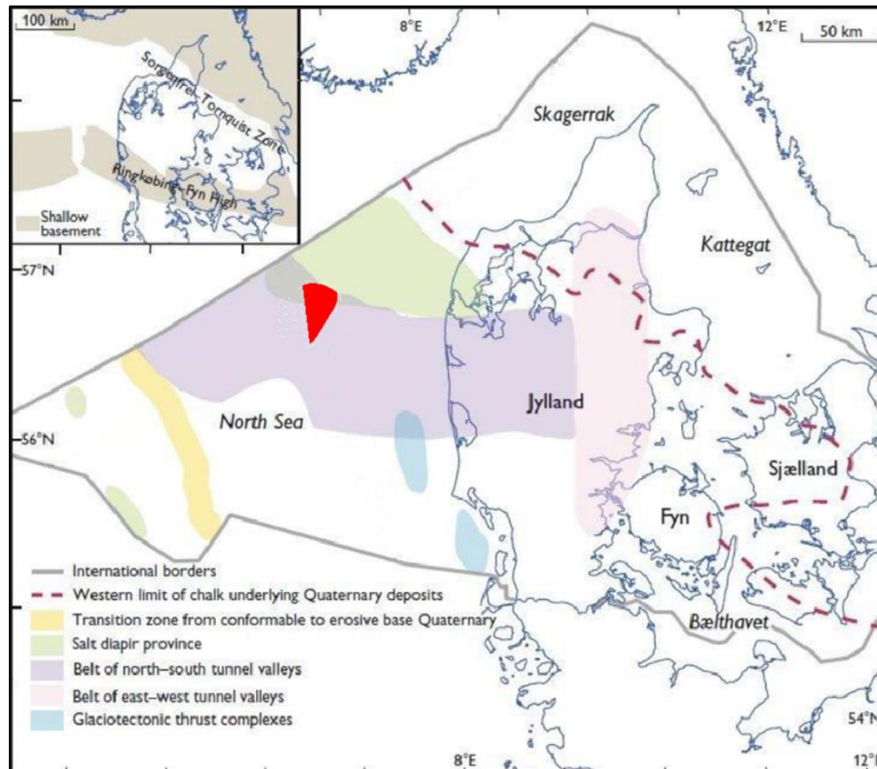 100 km
Sorgenfrei–Tornquist Zone
Ringkøbing–Fyn High
Shallow
basement
8°E
12°E
50 km
Skagerrak
Kattegat
57°N
Jylland
North Sea
56°N
Sjælland
Fyn
International borders
Western limit of chalk underlying Quaternary deposits
Transition zone from conformable to erosive base Quaternary
Salt diapir province
Bælthavet
Belt of north–south tunnel valleys
Belt of east–west tunnel valleys
Glaciotectonic thrust complexes
54°N
8°E
12°E